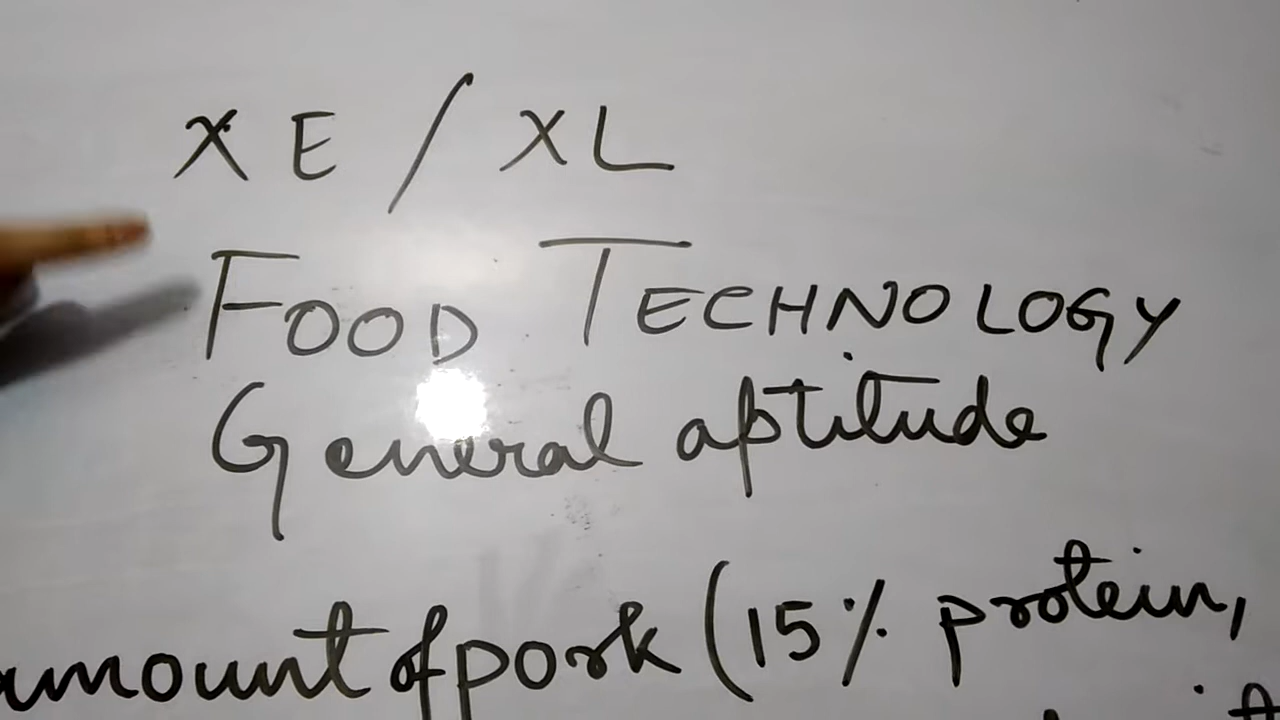 XE / XL
FOOD TECHNOLOGY
General aptitude
amount of pork (15% protein,